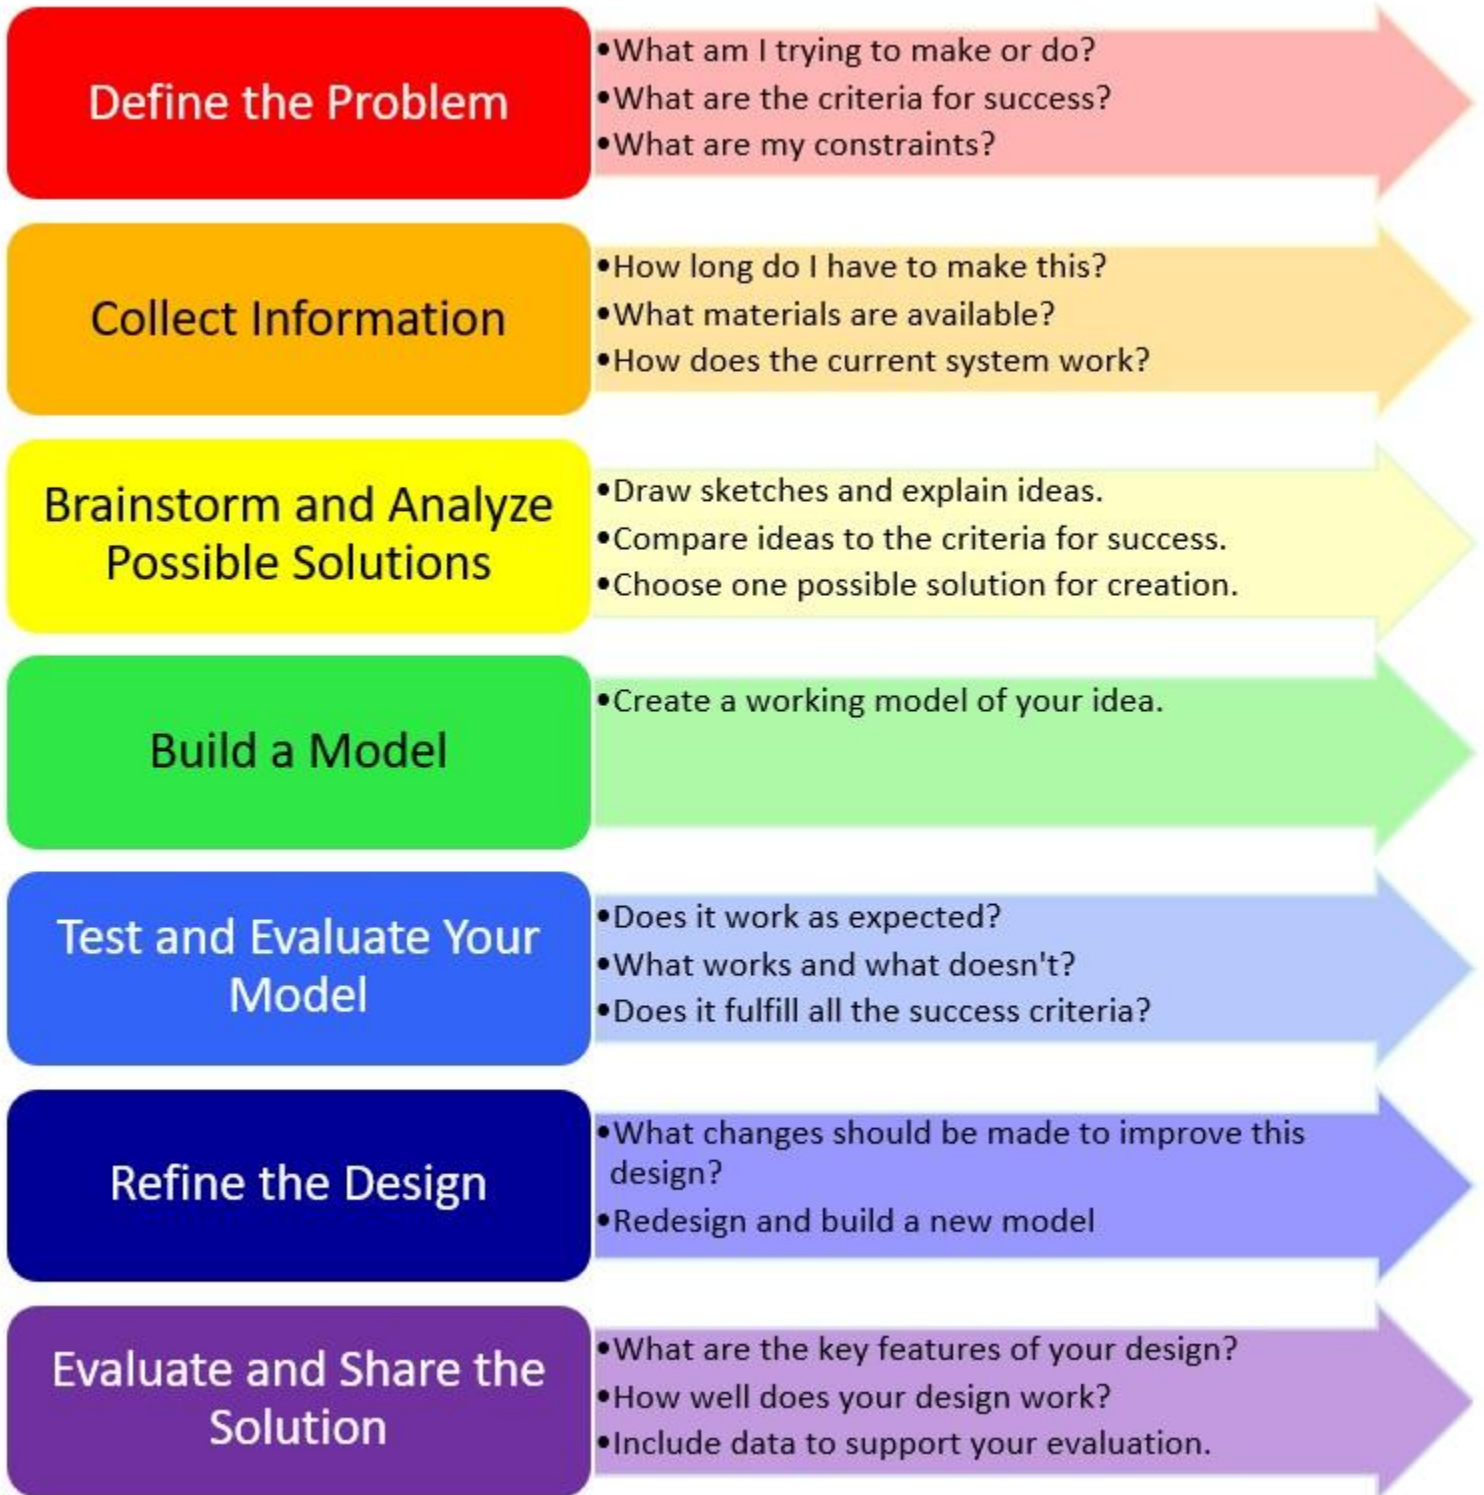 Define the Problem
•What am I trying to make or do?
•What are the criteria for success?
•What are my constraints?
Collect Information
•How long do I have to make this?
•What materials are available?
•How does the current system work?
Brainstorm and Analyze
Possible Solutions
•Draw sketches and explain ideas.
•Compare ideas to the criteria for success.
•Choose one possible solution for creation.
Build a Model
•Create a working model of your idea.
Test and Evaluate Your
Model
•Does it work as expected?
•What works and what doesn't?
•Does it fulfill all the success criteria?
Refine the Design
•What changes should be made to improve this
design?
•Redesign and build a new model
Evaluate and Share the
Solution
•What are the key features of your design?
•How well does your design work?
•Include data to support your evaluation.